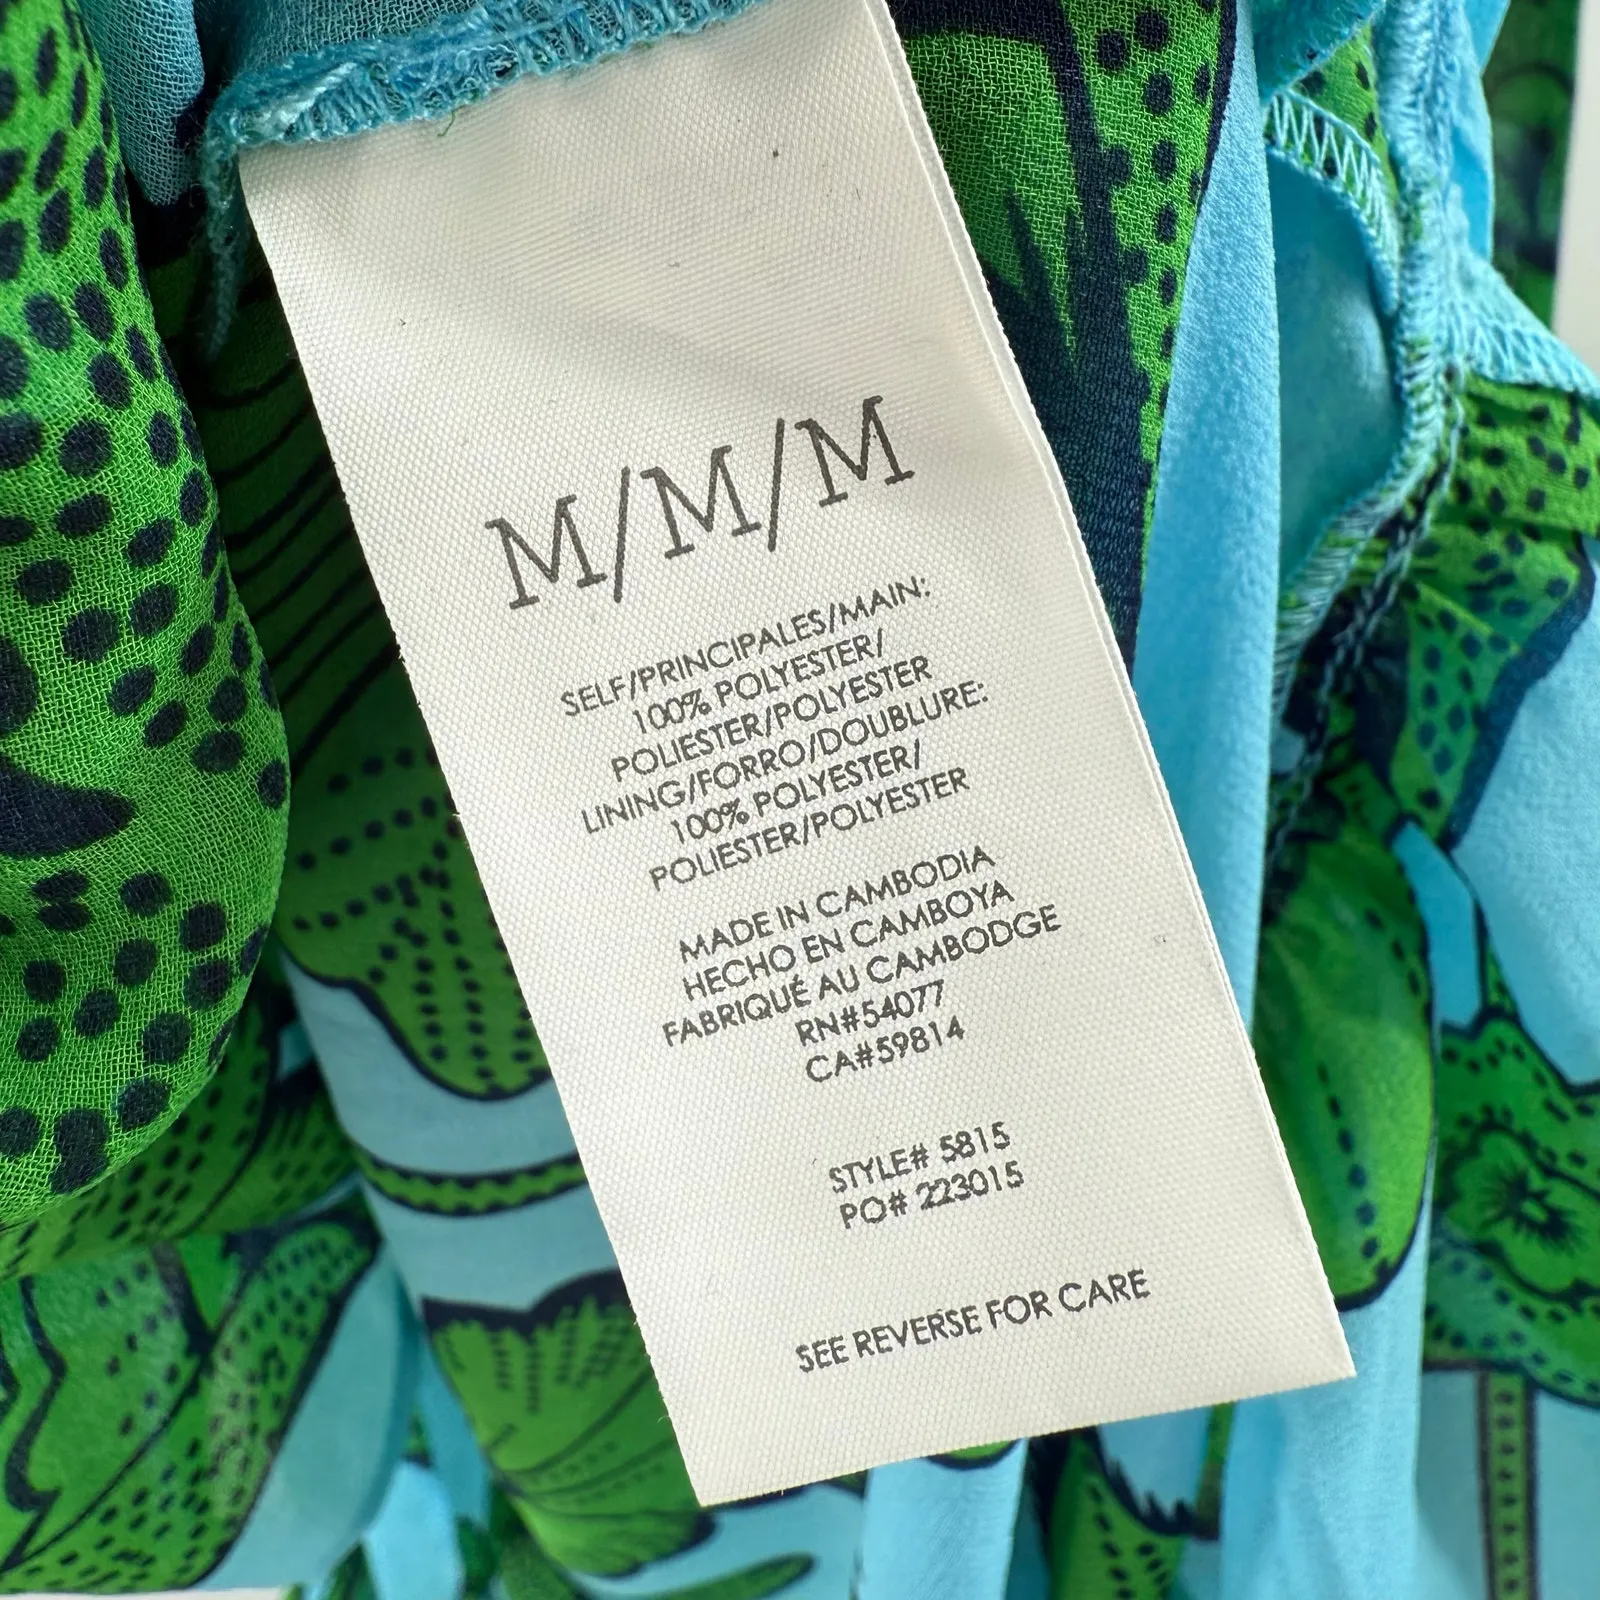 M/M/M
SELF/PRINCIPALES/MAIN:
100% POLYESTER/
POLIESTER/POLYESTER
LINING/FORRO/DOUBLURE:
100% POLYESTER/
POLIESTER/POLYESTER
MADE IN CAMBODIA
HECHO EN CAMBOYA
FABRIQUÉ AU CAMBODGE
RN#54077
CA#59814
STYLE# 5815
PO# 223015
SEE REVERSE FOR CARE